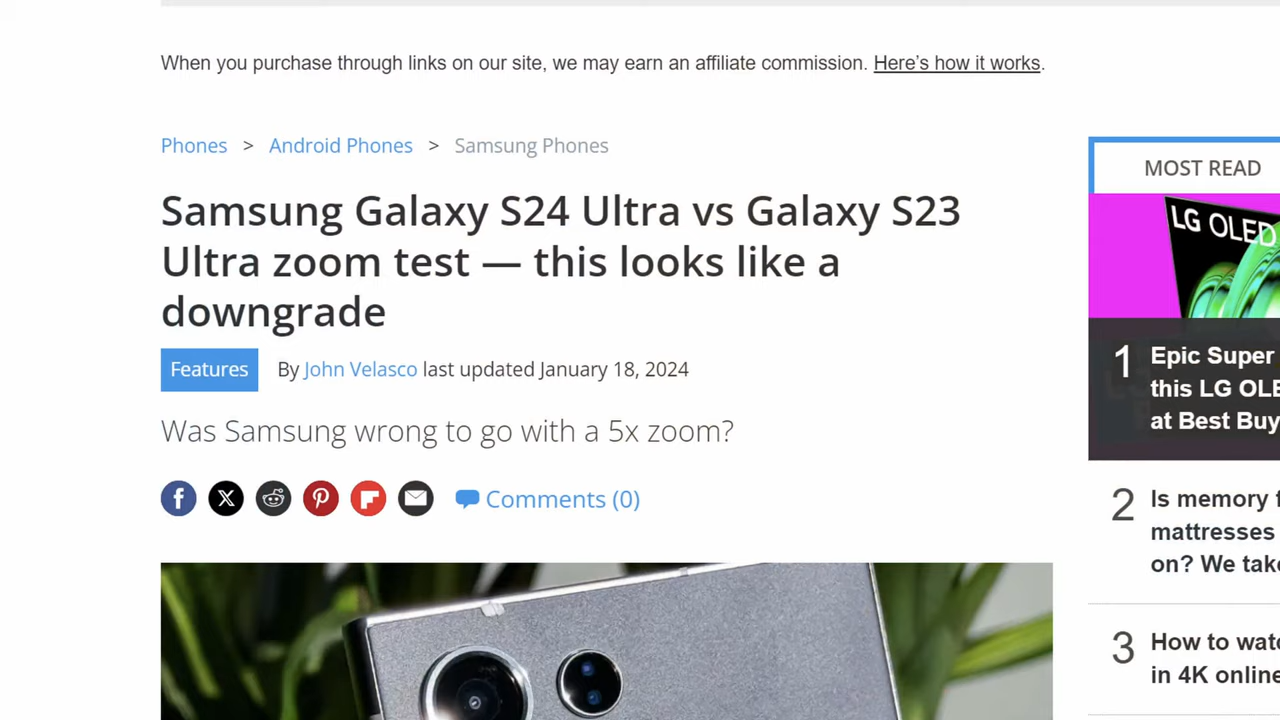 When you purchase through links on our site, we may earn an affiliate commission. Here’s how it works.
Phones > Android Phones > Samsung Phones
Samsung Galaxy S24 Ultra vs Galaxy S23
Ultra zoom test — this looks like a
downgrade
Features By John Velasco last updated January 18, 2024
Was Samsung wrong to go with a 5x zoom?
Comments (0)
MOST READ
LG OLED
1 Epic Super
this LG OLE
at Best Buy
2 Is memory f
mattresses
on? We take
3 How to watc
in 4K online